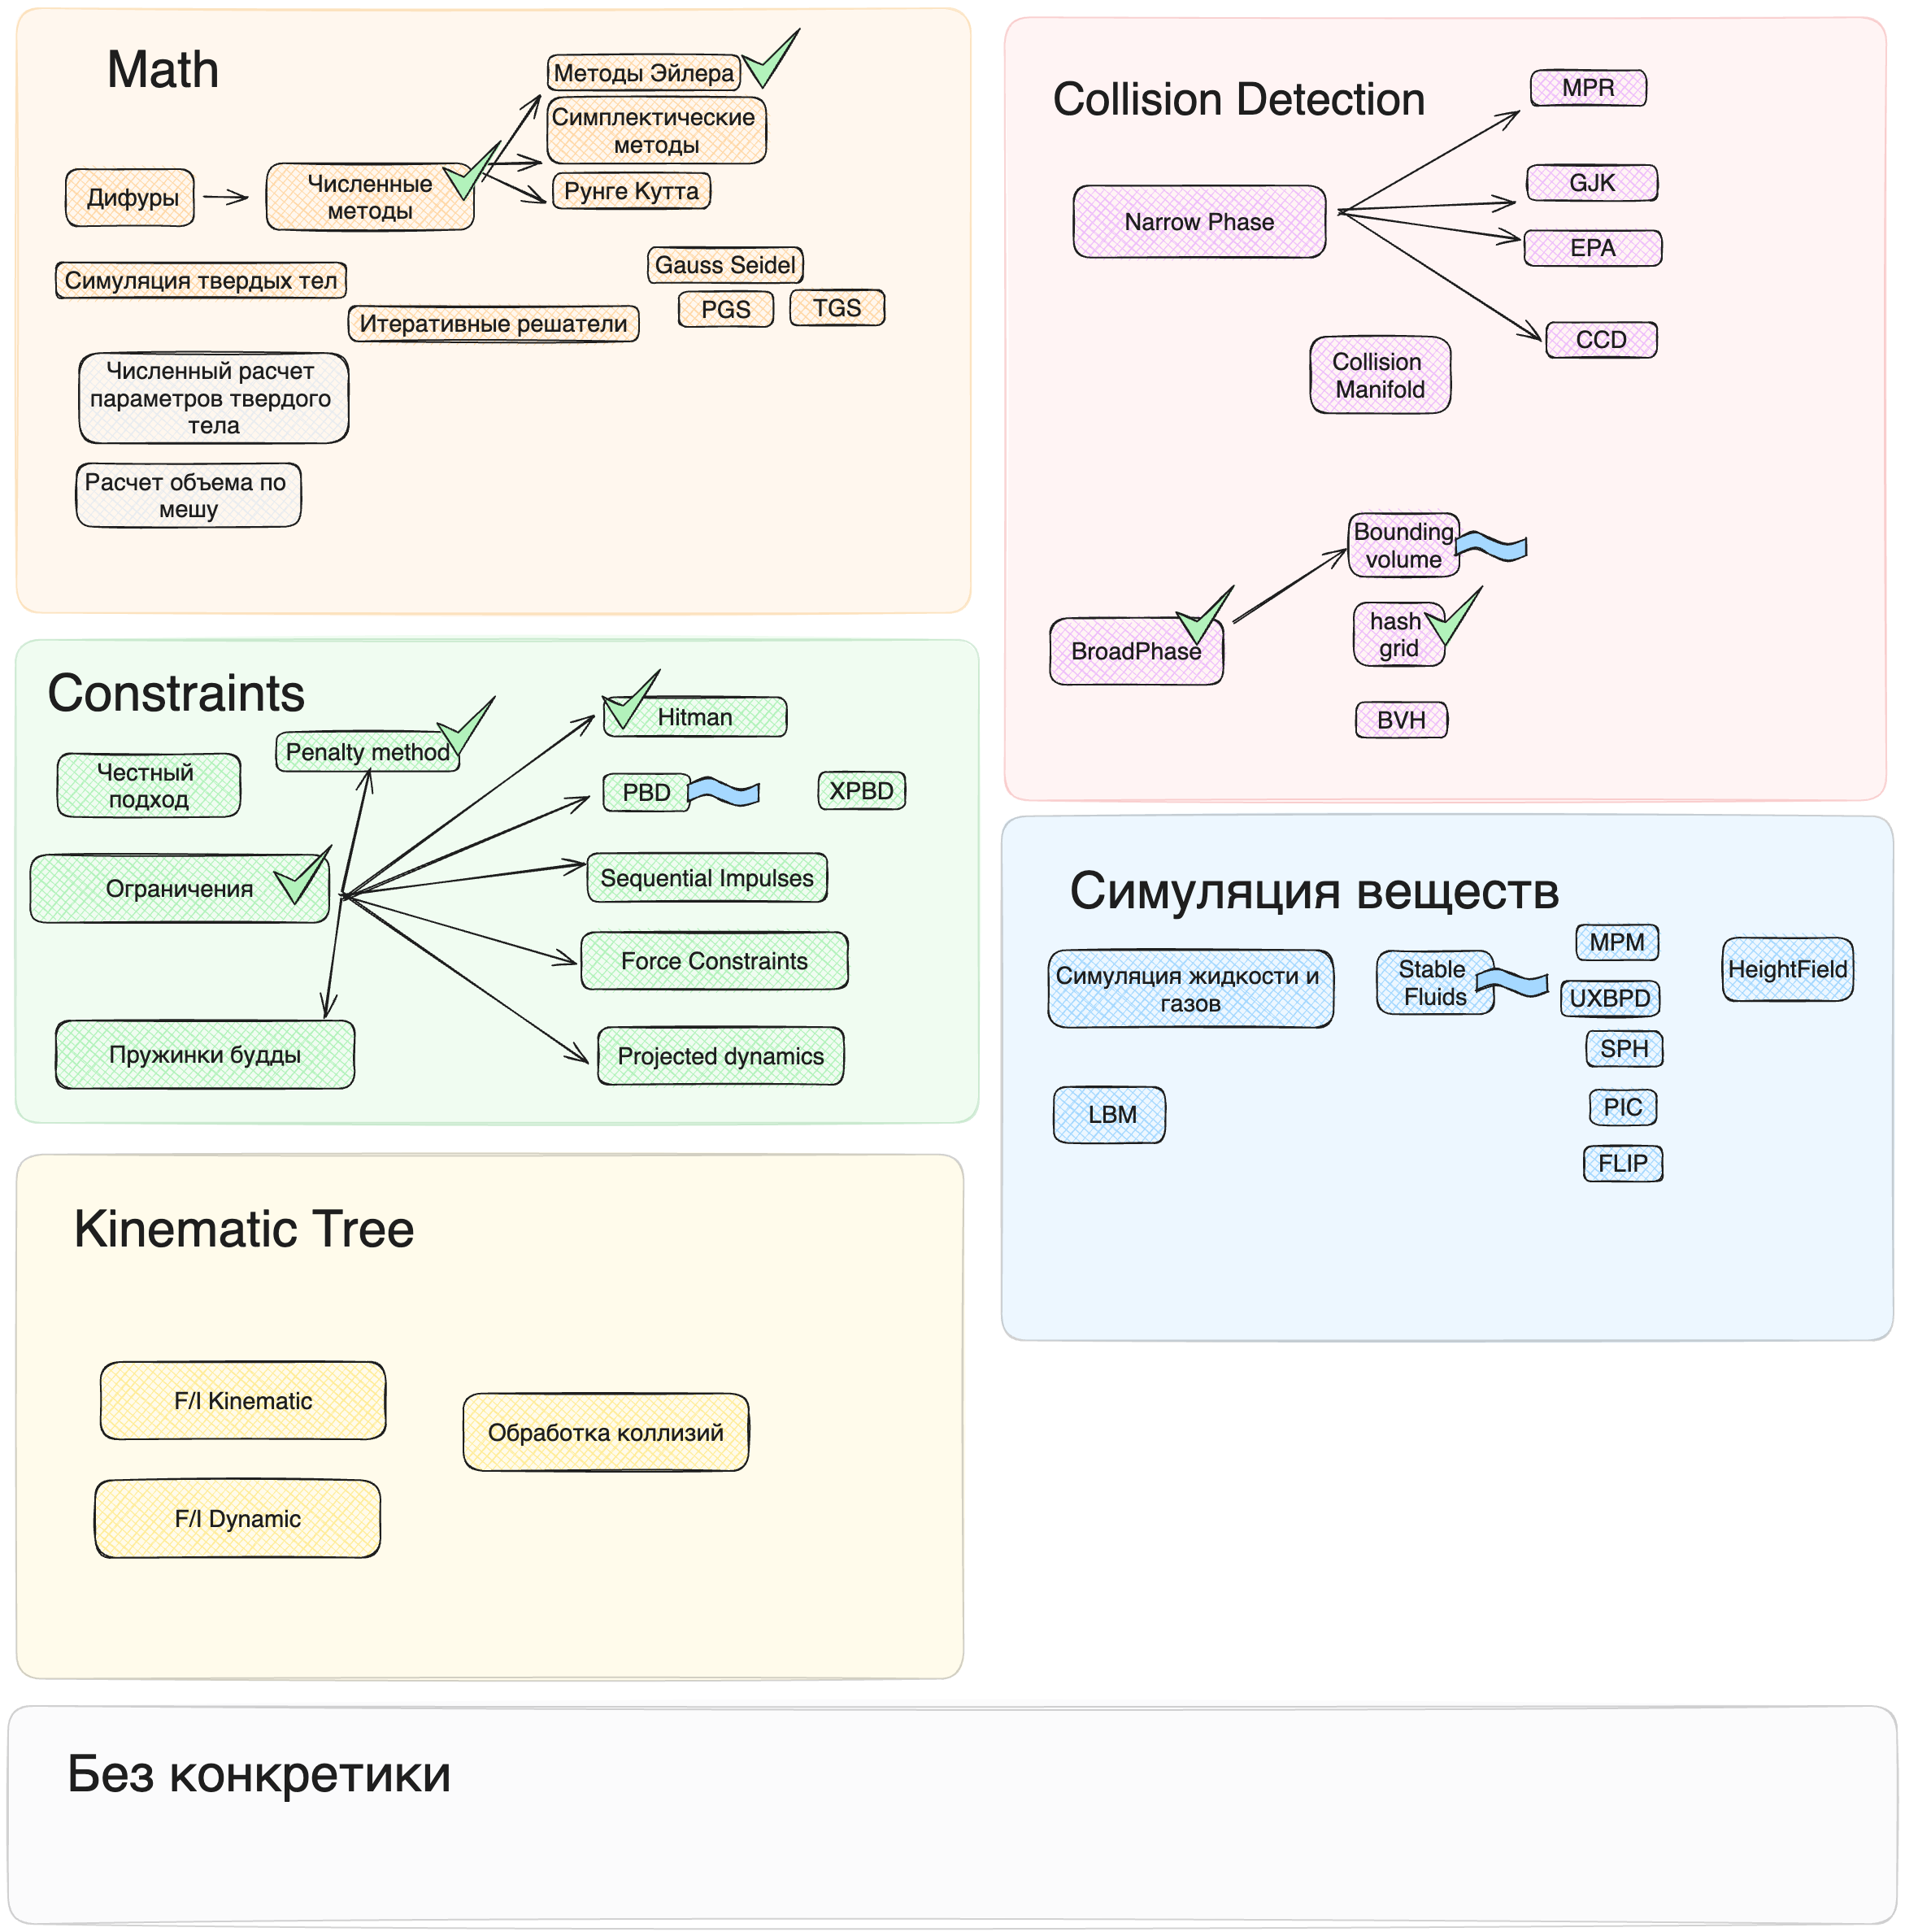 Math
Методы Эйлера
Симплектические
методы
Дифуры
Численные
методы
Рунге Кутта
Симуляция твердых тел
Gauss Seidel
Итеративные решатели
PGS
TGS
Численный расчет
параметров твердого
тела
Расчет объема по
мешу
Collision Detection
MPR
Narrow Phase
GJK
EPA
CCD
Collision
Manifold
Bounding
volume
BroadPhase
hash
grid
BVH
Constraints
Penalty method
Hitman
Честный
подход
PBD
XPBD
Ограничения
Sequential Impulses
Force Constraints
Пружинки будды
Projected dynamics
Симуляция веществ
Симуляция жидкости и
газов
Stable
Fluids
MPM
HeightField
UXBPD
SPH
LBM
PIC
FLIP
Kinematic Tree
F/I Kinematic
Обработка коллизий
F/I Dynamic
Без конкретики